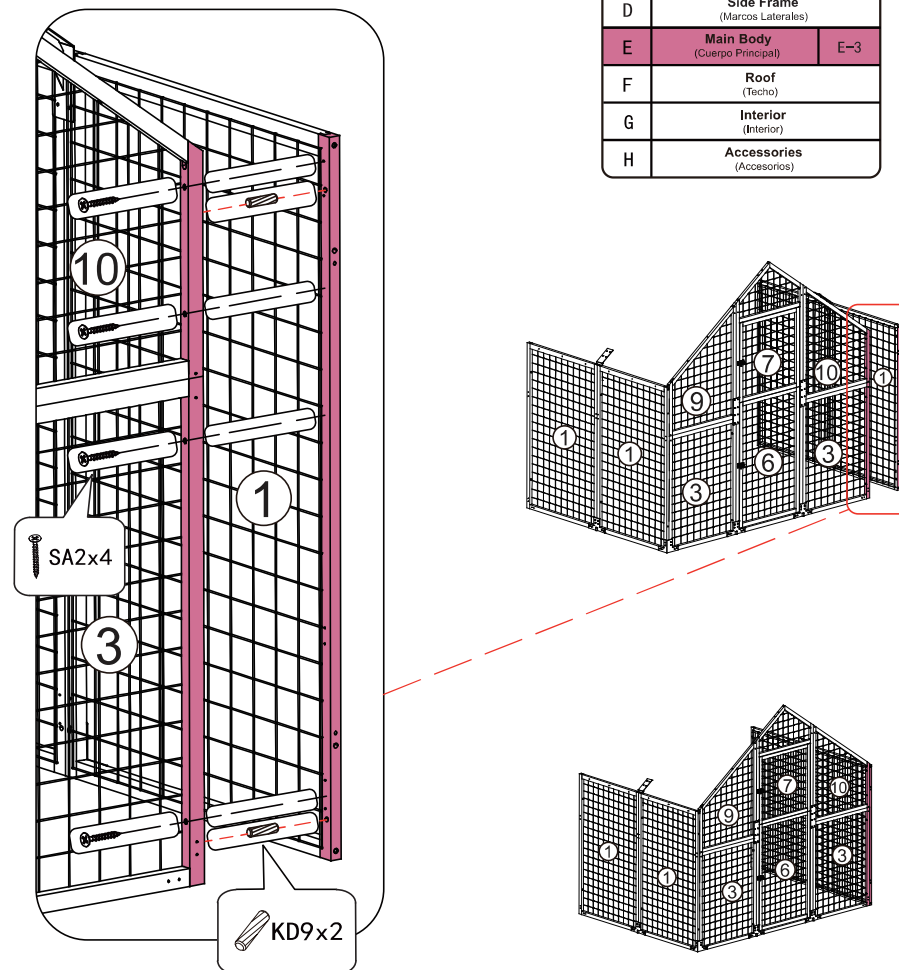 D
Side Frame
(Marcos Laterales)
E
Main Body
(Cuerpo Principal)
E-3
F
Roof
(Techo)
G
Interior
(Interior)
H
Accessories
(Accesorios)
10
1
3
SA2x4
KD9x2
7
10
1
9
1
1
3
6
3
7
10
9
1
1
3
6
3